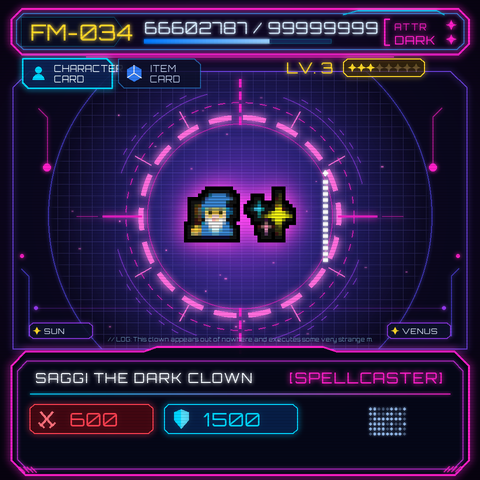 FM-034
66602787 / 99999999
ATTR
DARK
CHARACTER
CARD
ITEM
CARD
LV. 3
SUN
VENUS
// LOG: This clown appears out of nowhere and executes some very strange m
SAGGI THE DARK CLOWN
[SPELLCASTER]
600
1500